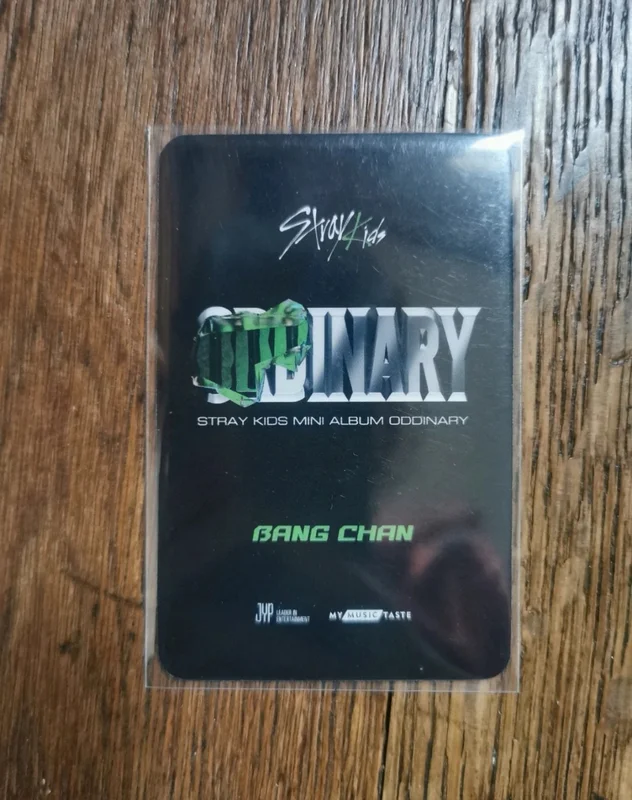 Stray Kids
ODDINARY
STRAY KIDS MINI ALBUM ODDINARY
BANG CHAN
JYP LEADER IN
ENTERTAINMENT
MY MUSIC TASTE